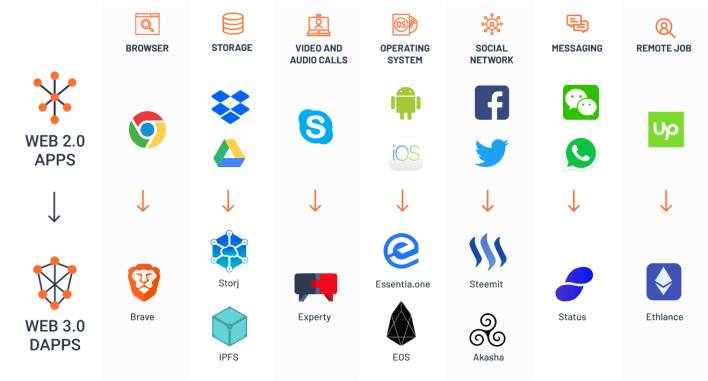 BROWSER
STORAGE
VIDEO AND
AUDIO CALLS
OS
OPERATING
SYSTEM
SOCIAL
NETWORK
MESSAGING
REMOTE JOB
WEB 2.0
APPS
iOS
Up
WEB 3.0
DAPPS
Brave
Storj
IPFS
Experty
Essentia.one
EOS
Steemit
Akasha
Status
Ethlance